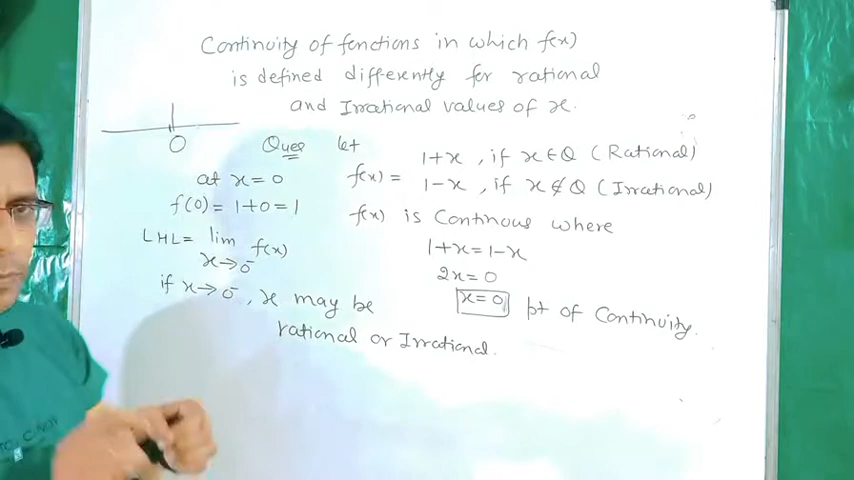 Continuity of fonctions in which f(x)
is defined differently for rational
and Irrational values of x.
O
Ques let
f(x) = 1+x , if x∈Q (Rational)
1-x , if x∉Q (Irrational)
f(x) is Continous where
1+x=1-x
2x=0
x=0 pt of Continuity.
at x=0
f(0)= 1+0=1
LHL= lim f(x)
x→0⁻
if x→0⁻, x may be
rational or Irrational.